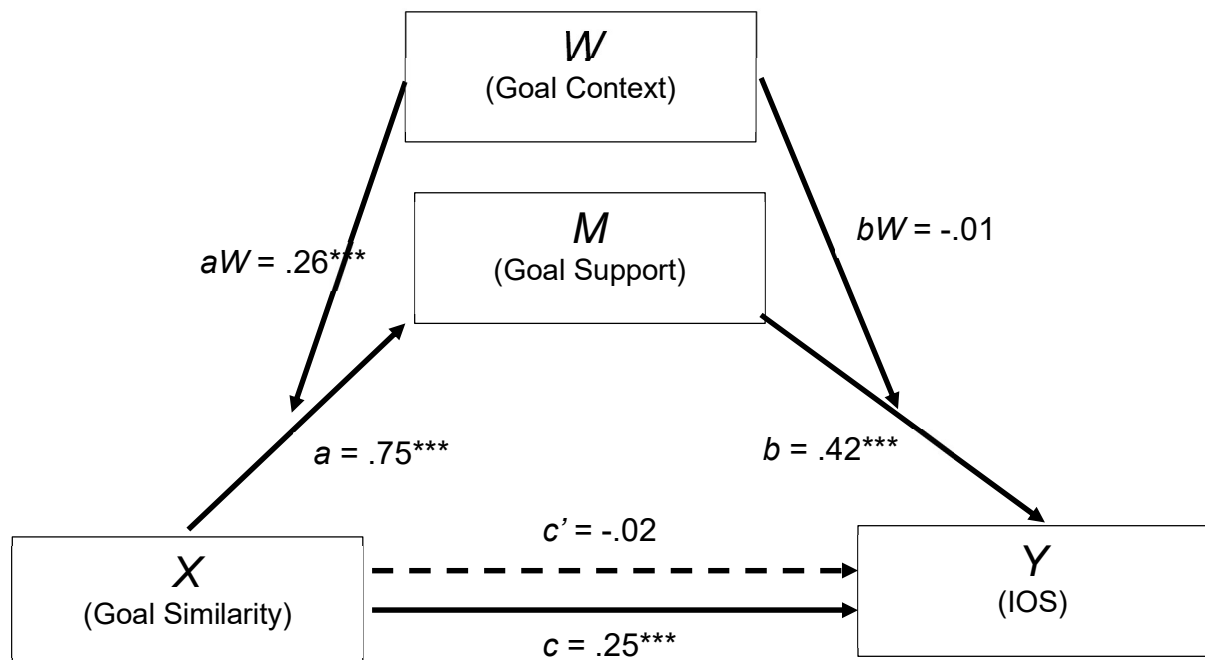 W
(Goal Context)
M
(Goal Support)
aW = .26***
bW = -.01
a = .75***
b = .42***
c’ = -.02
X
(Goal Similarity)
Y
(IOS)
c = .25***